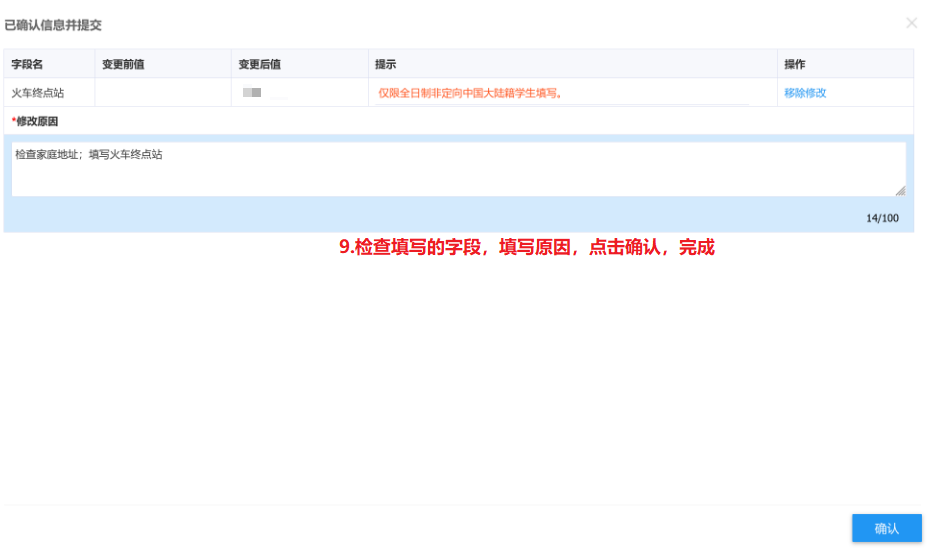 已确认信息并提交
字段名 变更前值 变更后值 提示 操作
火车终点站 仅限全日制非定向中国大陆籍学生填写。 移除修改
*修改原因
检查家庭地址；填写火车终点站
14/100
9.检查填写的字段，填写原因，点击确认，完成
确认